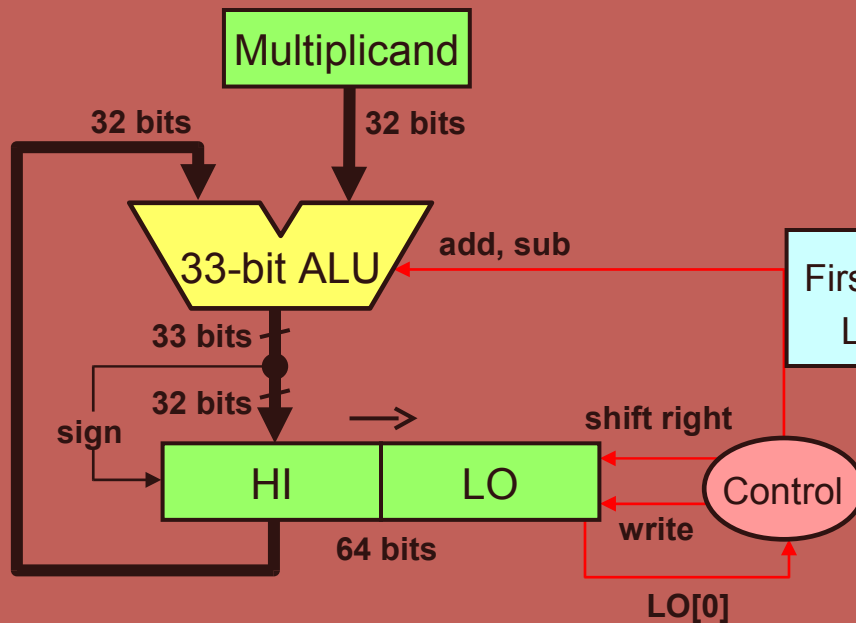 Multiplicand
32 bits
32 bits
33-bit ALU
add, sub
33 bits
32 bits
sign
shift right
HI
LO
Control
write
64 bits
LO[0]